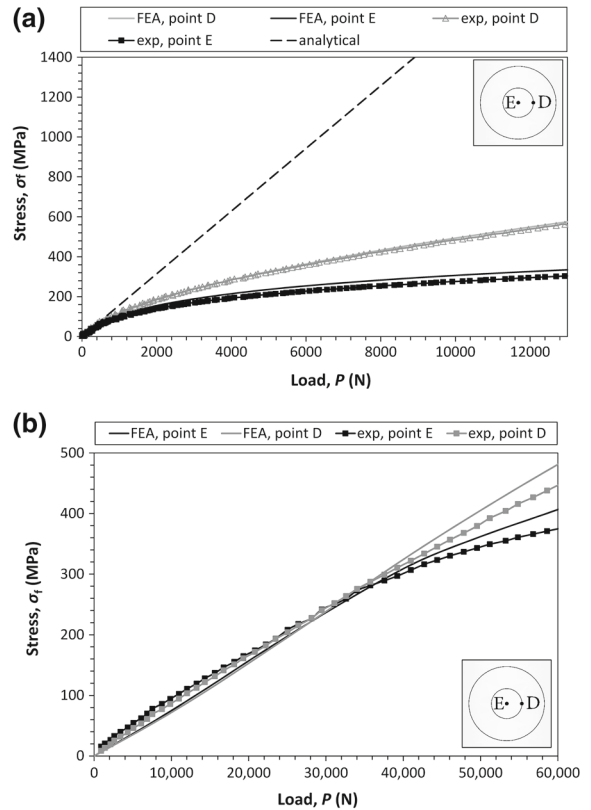 (a)
FEA, point D FEA, point E exp, point D
exp, point E analytical
1400
1200
1000
800
600
400
200
0
Stress, σf (MPa)
E D
0 2000 4000 6000 8000 10000 12000
Load, P (N)
(b)
FEA, point E FEA, point D exp, point E exp, point D
500
400
300
200
100
0
Stress, σf (MPa)
E D
0 10,000 20,000 30,000 40,000 50,000 60,000
Load, P (N)